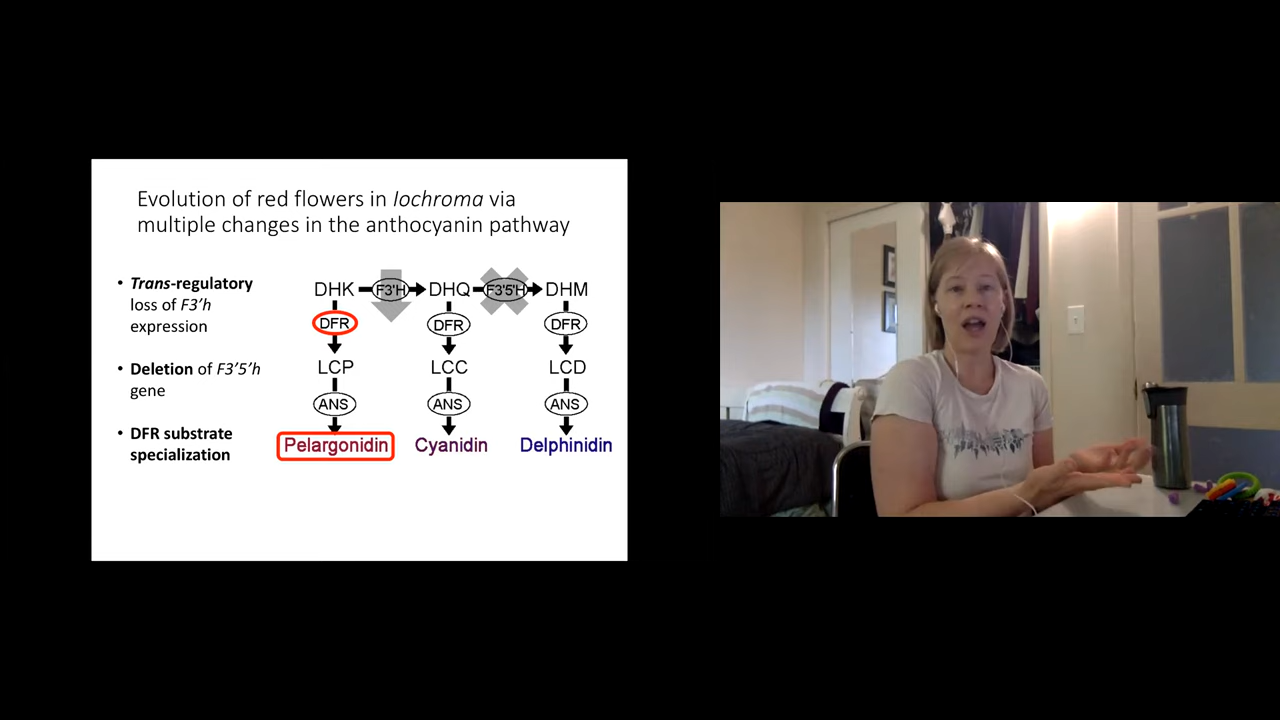 Evolution of red flowers in Iochroma via
multiple changes in the anthocyanin pathway
• Trans-regulatory
loss of F3’h
expression
• Deletion of F3’5’h
gene
• DFR substrate
specialization
DHK F3'H DHQ F3'5'H DHM
DFR DFR DFR
LCP LCC LCD
ANS ANS ANS
Pelargonidin Cyanidin Delphinidin